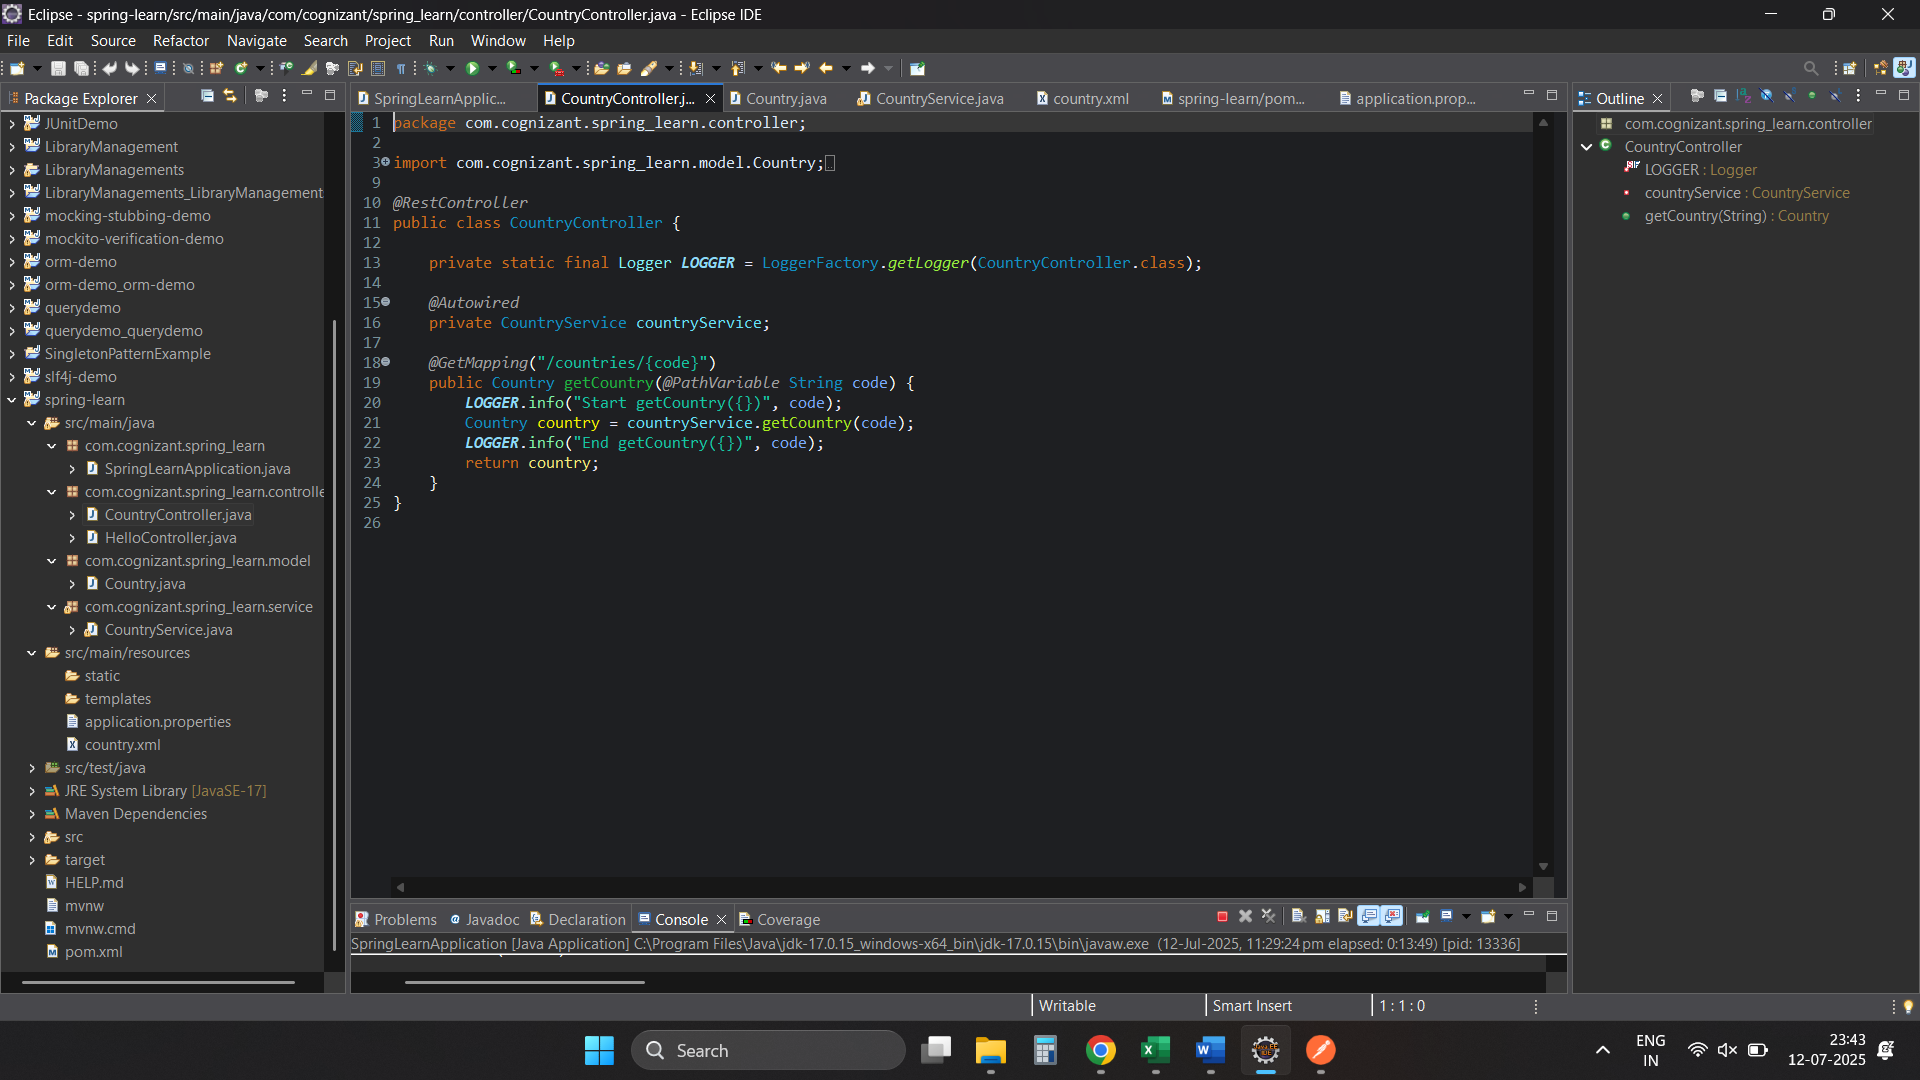 Eclipse - spring-learn/src/main/java/com/cognizant/spring_learn/controller/CountryController.java - Eclipse IDE
File Edit Source Refactor Navigate Search Project Run Window Help
Package Explorer
JUnitDemo
LibraryManagement
LibraryManagements
LibraryManagements_LibraryManagement
mocking-stubbing-demo
mockito-verification-demo
orm-demo
orm-demo_orm-demo
querydemo
querydemo_querydemo
SingletonPatternExample
slf4j-demo
spring-learn
src/main/java
com.cognizant.spring_learn
SpringLearnApplication.java
com.cognizant.spring_learn.controlle
CountryController.java
HelloController.java
com.cognizant.spring_learn.model
Country.java
com.cognizant.spring_learn.service
CountryService.java
src/main/resources
static
templates
application.properties
country.xml
src/test/java
JRE System Library [JavaSE-17]
Maven Dependencies
src
target
HELP.md
mvnw
mvnw.cmd
pom.xml
SpringLearnApplic... CountryController.j... Country.java CountryService.java country.xml spring-learn/pom... application.prop...
1 package com.cognizant.spring_learn.controller;
2
3 import com.cognizant.spring_learn.model.Country;
9
10 @RestController
11 public class CountryController {
12
13 private static final Logger LOGGER = LoggerFactory.getLogger(CountryController.class);
14
15 @Autowired
16 private CountryService countryService;
17
18 @GetMapping("/countries/{code}")
19 public Country getCountry(@PathVariable String code) {
20 LOGGER.info("Start getCountry({})", code);
21 Country country = countryService.getCountry(code);
22 LOGGER.info("End getCountry({})", code);
23 return country;
24 }
25 }
26
Outline
com.cognizant.spring_learn.controller
CountryController
LOGGER : Logger
countryService : CountryService
getCountry(String) : Country
Problems Javadoc Declaration Console Coverage
SpringLearnApplication [Java Application] C:\Program Files\Java\jdk-17.0.15_windows-x64_bin\jdk-17.0.15\bin\javaw.exe (12-Jul-2025, 11:29:24 pm elapsed: 0:13:49) [pid: 13336]
Writable Smart Insert 1 : 1 : 0
Search
ENG
IN
23:43
12-07-2025